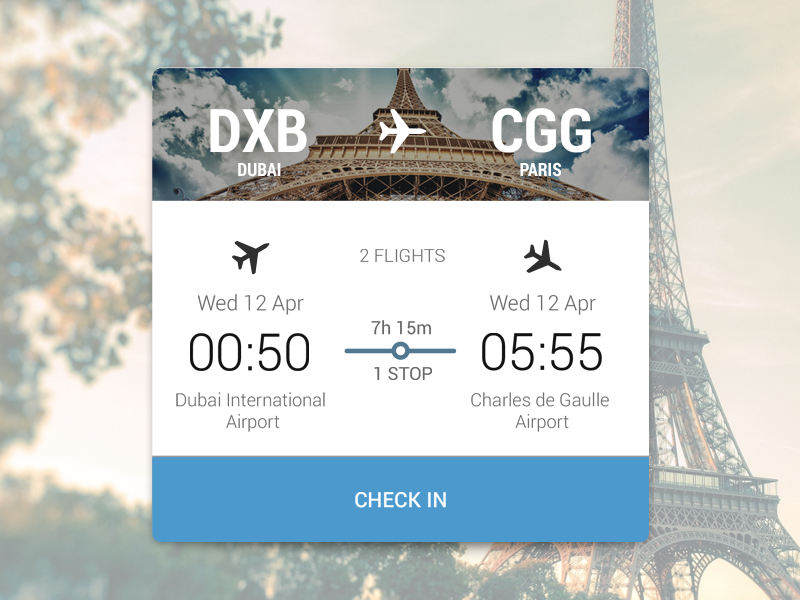 DXB
CGG
DUBAI
PARIS
2 FLIGHTS
Wed 12 Apr
Wed 12 Apr
00:50
7h 15m
05:55
1 STOP
Dubai International
Airport
Charles de Gaulle
Airport
CHECK IN